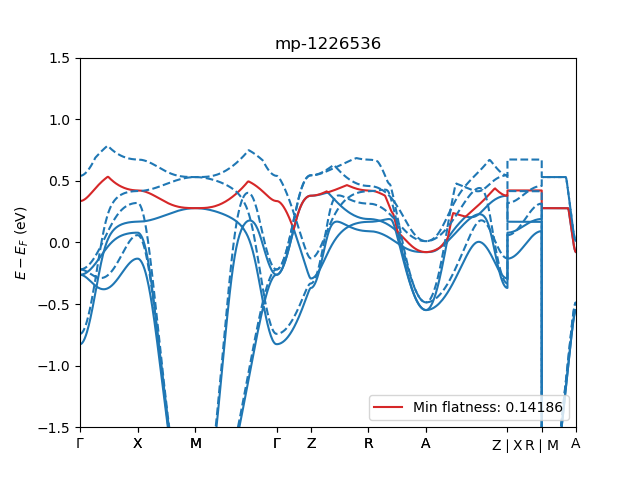 mp-1226536
E − E_F (eV)
1.5
1.0
0.5
0.0
−0.5
−1.0
−1.5
Min flatness: 0.14186
Γ X M Γ Z R A Z | X R | M A